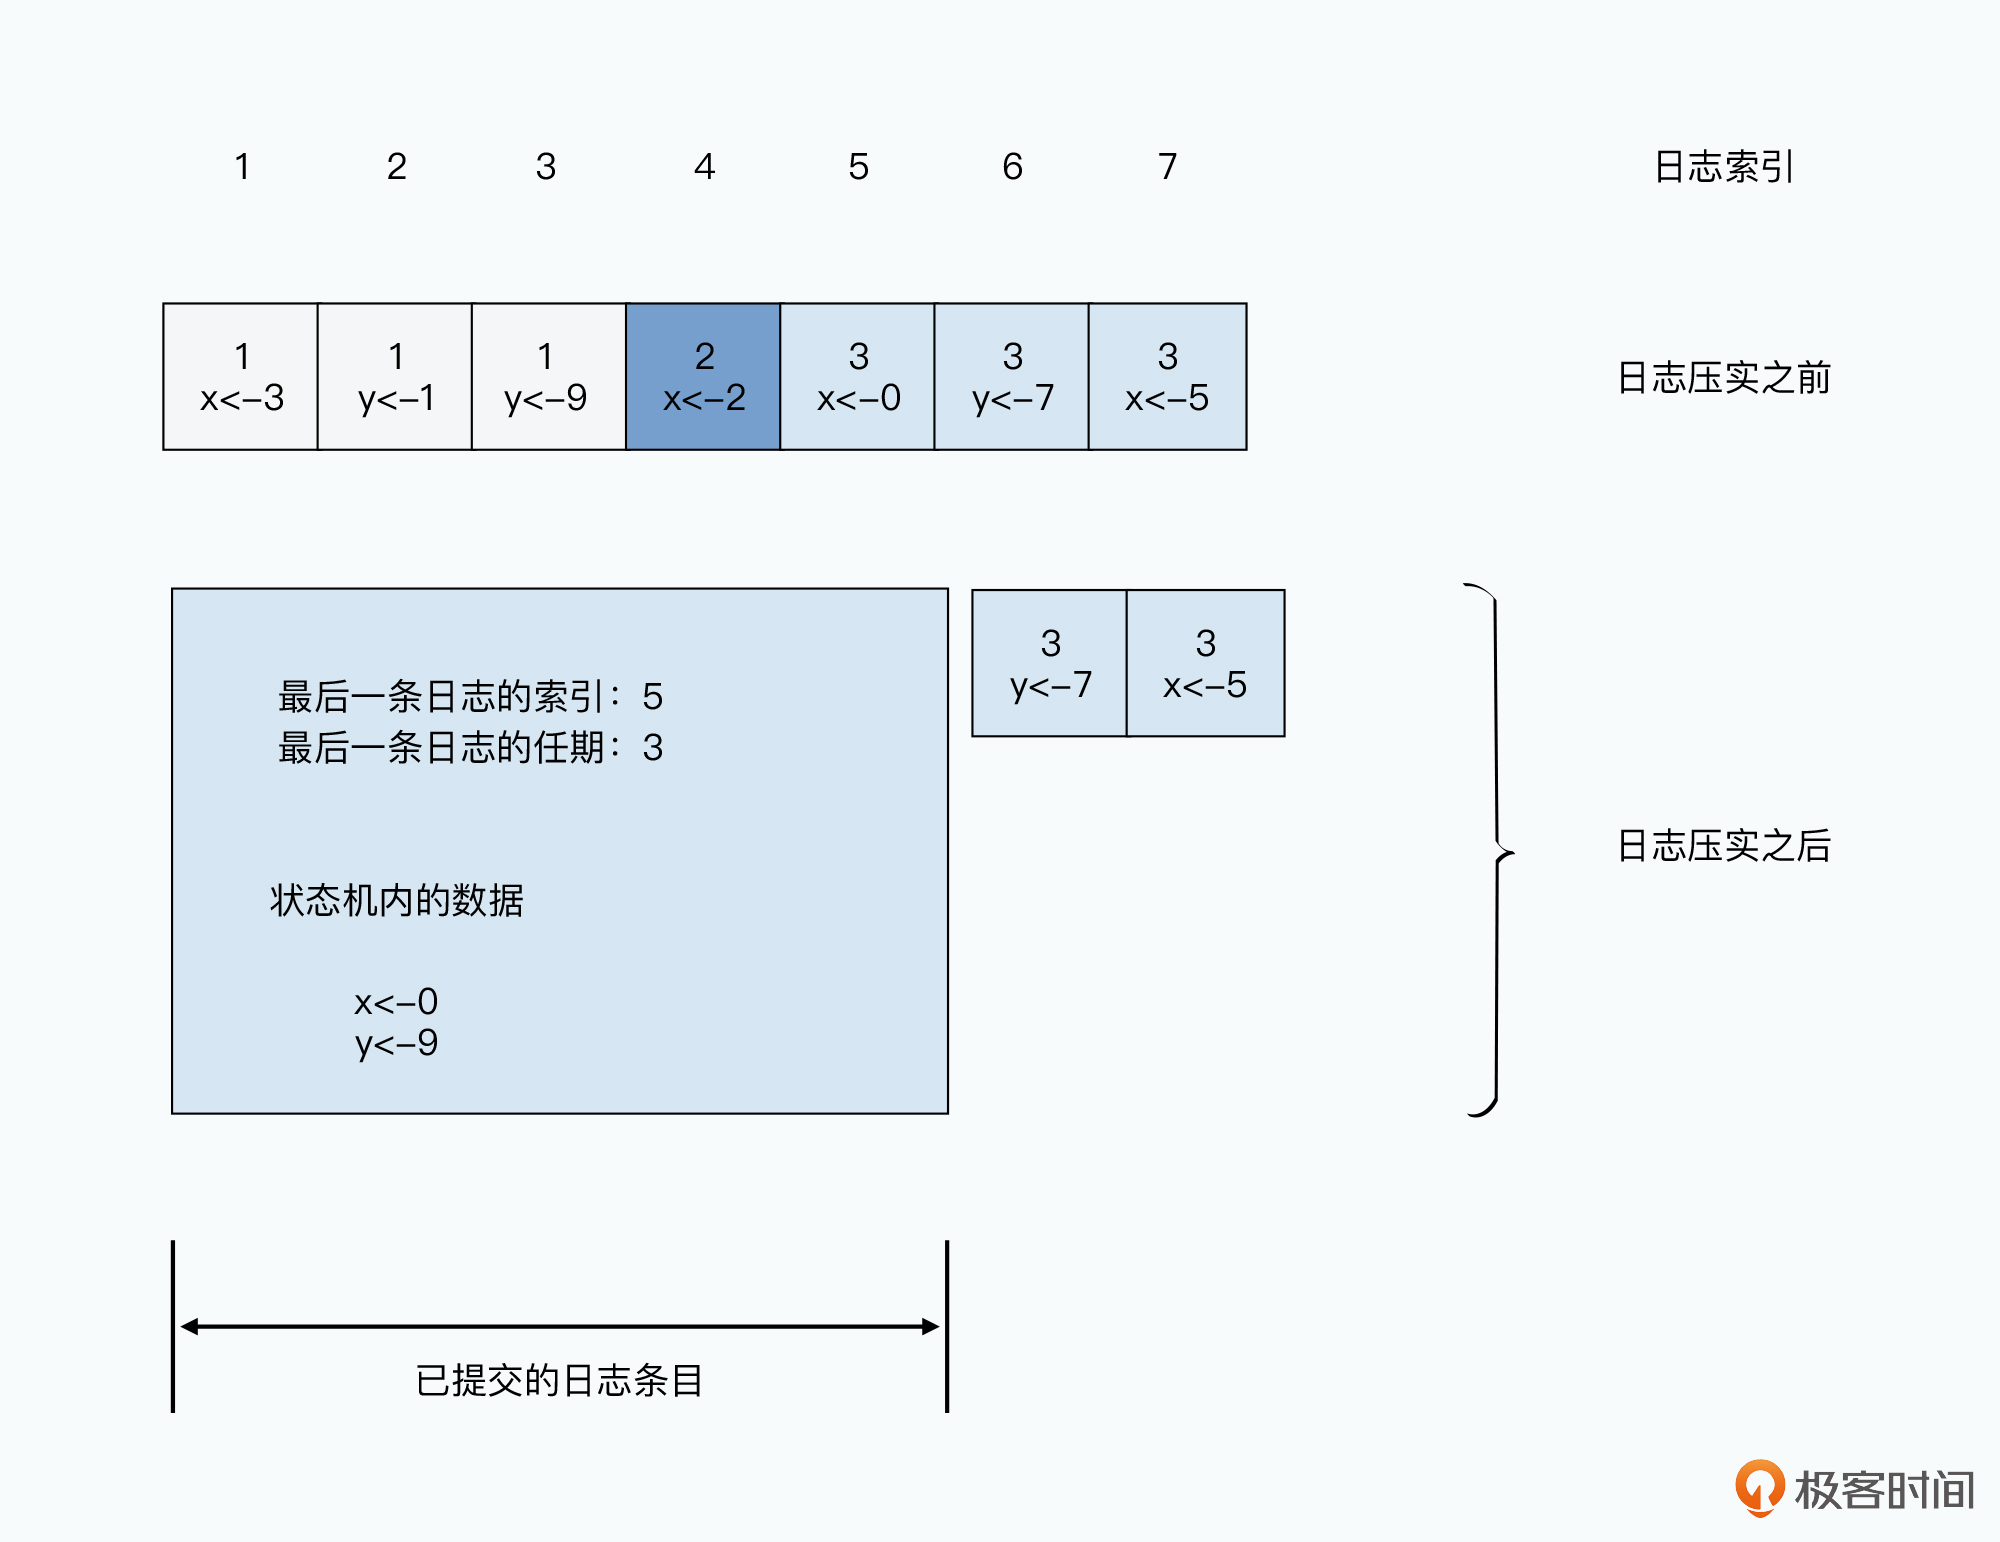 1 2 3 4 5 6 7 日志索引
1 1 1 2 3 3 3
x<-3 y<-1 y<-9 x<-2 x<-0 y<-7 x<-5 日志压实之前
3 3
y<-7 x<-5
最后一条日志的索引：5
最后一条日志的任期：3
日志压实之后
状态机内的数据
x<-0
y<-9
已提交的日志条目
极客时间